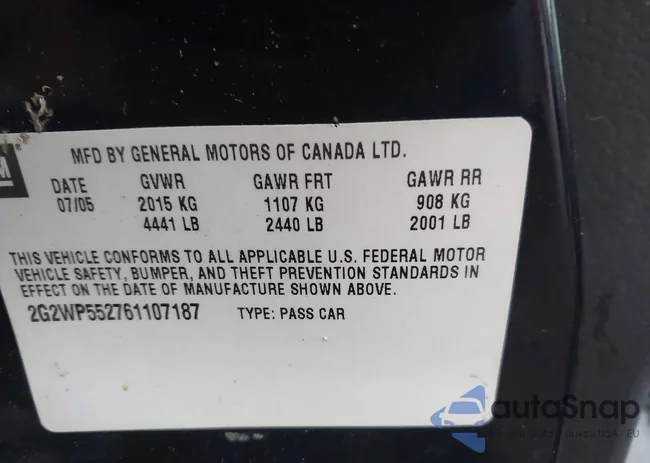 M ®
MFD BY GENERAL MOTORS OF CANADA LTD.
DATE GVWR GAWR FRT GAWR RR
07/05 2015 KG 1107 KG 908 KG
4441 LB 2440 LB 2001 LB
THIS VEHICLE CONFORMS TO ALL APPLICABLE U.S. FEDERAL MOTOR
VEHICLE SAFETY, BUMPER, AND THEFT PREVENTION STANDARDS IN
EFFECT ON THE DATE OF MANUFACTURE SHOWN ABOVE.
2G2WP552761107187 TYPE: PASS CAR
autoSnap